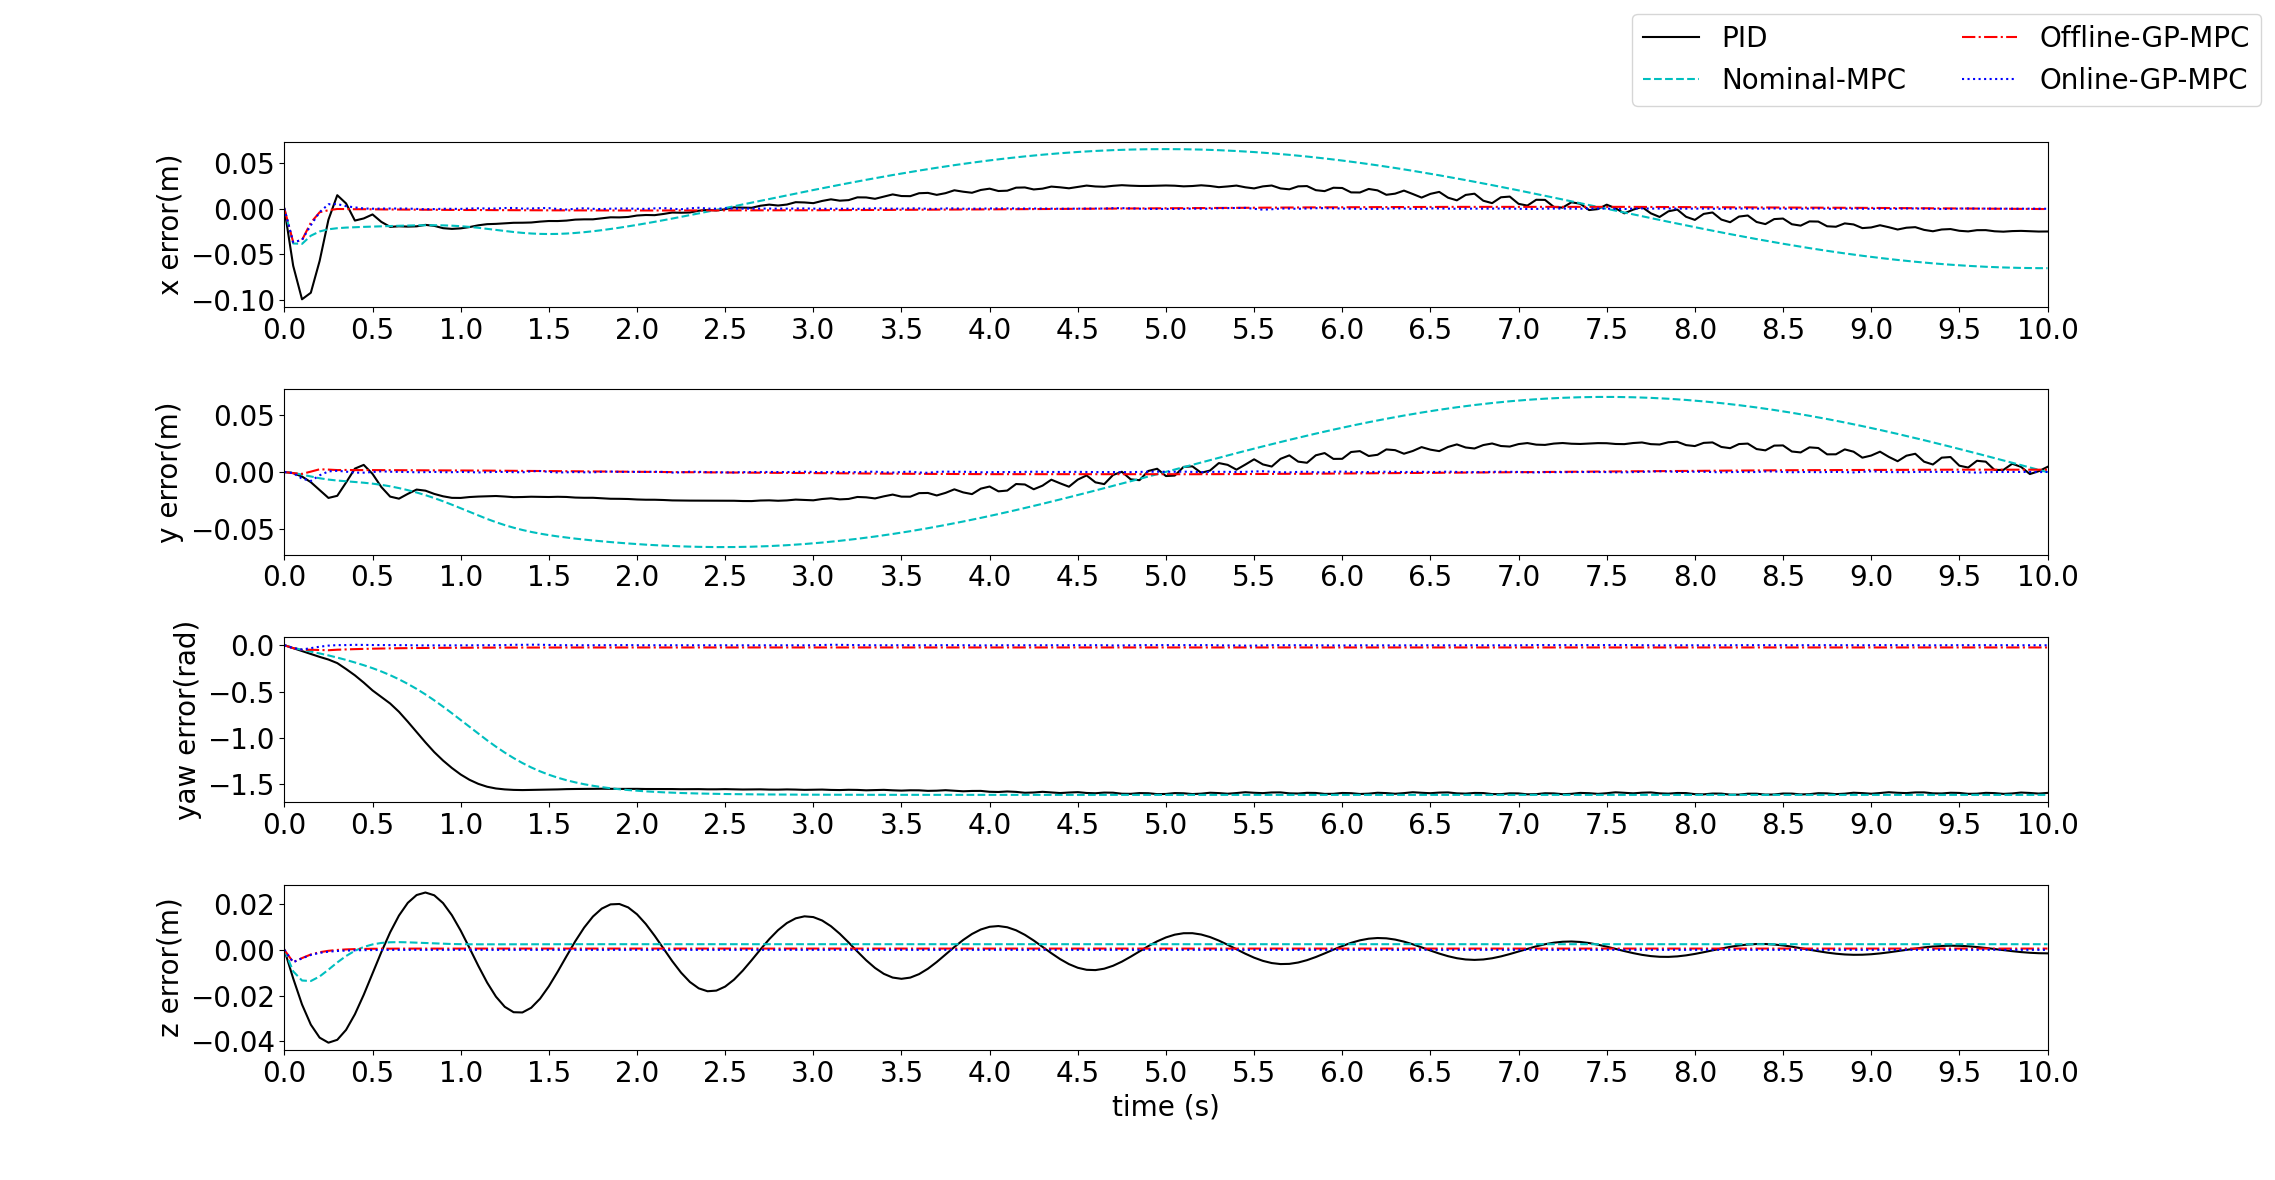 PID
Nominal-MPC
Offline-GP-MPC
Online-GP-MPC
x error(m)
0.05
0.00
−0.05
−0.10
0.0 0.5 1.0 1.5 2.0 2.5 3.0 3.5 4.0 4.5 5.0 5.5 6.0 6.5 7.0 7.5 8.0 8.5 9.0 9.5 10.0
y error(m)
0.05
0.00
−0.05
0.0 0.5 1.0 1.5 2.0 2.5 3.0 3.5 4.0 4.5 5.0 5.5 6.0 6.5 7.0 7.5 8.0 8.5 9.0 9.5 10.0
yaw error(rad)
0.0
−0.5
−1.0
−1.5
0.0 0.5 1.0 1.5 2.0 2.5 3.0 3.5 4.0 4.5 5.0 5.5 6.0 6.5 7.0 7.5 8.0 8.5 9.0 9.5 10.0
z error(m)
0.02
0.00
−0.02
−0.04
0.0 0.5 1.0 1.5 2.0 2.5 3.0 3.5 4.0 4.5 5.0 5.5 6.0 6.5 7.0 7.5 8.0 8.5 9.0 9.5 10.0
time (s)